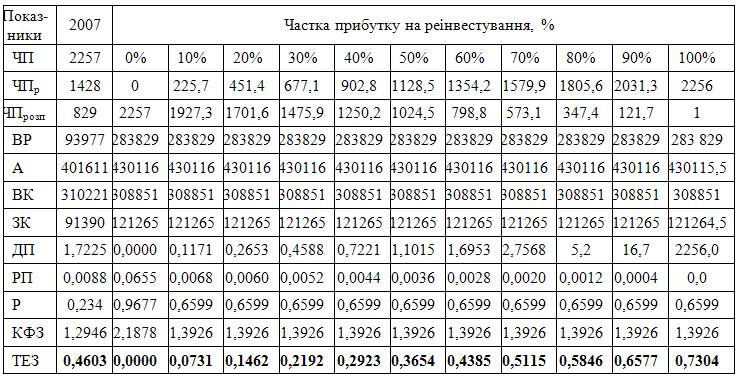 Показ-
ники 2007 Частка прибутку на реінвестування, %
ЧП 2257 0% 10% 20% 30% 40% 50% 60% 70% 80% 90% 100%
ЧПр 1428 0 225,7 451,4 677,1 902,8 1128,5 1354,2 1579,9 1805,6 2031,3 2256
ЧПрозп 829 2257 1927,3 1701,6 1475,9 1250,2 1024,5 798,8 573,1 347,4 121,7 1
ВР 93977 283829 283829 283829 283829 283829 283829 283829 283829 283829 283829 283 829
А 401611 430116 430116 430116 430116 430116 430116 430116 430116 430116 430116 430115,5
ВК 310221 308851 308851 308851 308851 308851 308851 308851 308851 308851 308851 308851
ЗК 91390 121265 121265 121265 121265 121265 121265 121265 121265 121265 121265 121264,5
ДП 1,7225 0,0000 0,1171 0,2653 0,4588 0,7221 1,1015 1,6953 2,7568 5,2 16,7 2256,0
РП 0,0088 0,0655 0,0068 0,0060 0,0052 0,0044 0,0036 0,0028 0,0020 0,0012 0,0004 0,0
Р 0,234 0,9677 0,6599 0,6599 0,6599 0,6599 0,6599 0,6599 0,6599 0,6599 0,6599 0,6599
КФЗ 1,2946 2,1878 1,3926 1,3926 1,3926 1,3926 1,3926 1,3926 1,3926 1,3926 1,3926 1,3926
ТЕЗ 0,4603 0,0000 0,0731 0,1462 0,2192 0,2923 0,3654 0,4385 0,5115 0,5846 0,6577 0,7304